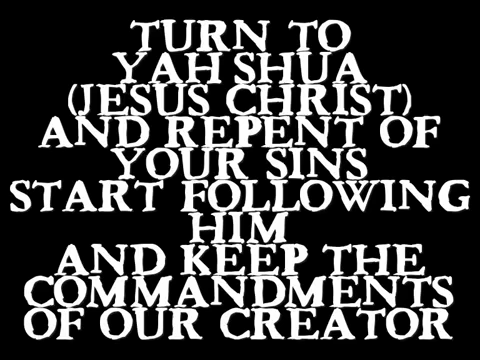 TURN TO
YAH SHUA
(JESUS CHRIST)
AND REPENT OF
YOUR SINS
START FOLLOWING
HIM
AND KEEP THE
COMMANDMENTS
OF OUR CREATOR